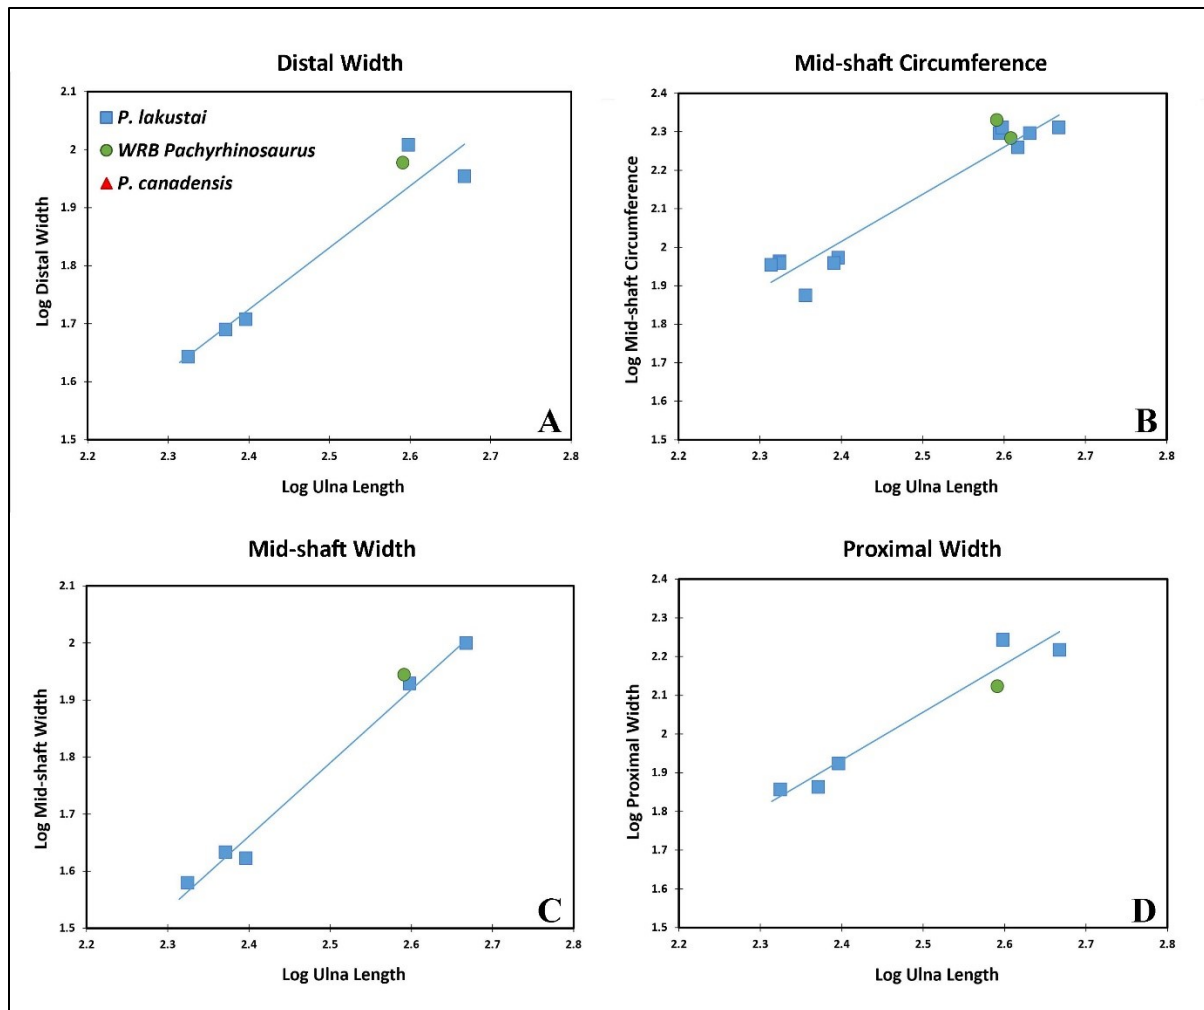 Distal Width
2.1
2
1.9
1.8
1.7
1.6
1.5
2.2 2.3 2.4 2.5 2.6 2.7 2.8
Log Distal Width
Log Ulna Length
P. lakustai
WRB Pachyrhinosaurus
P. canadensis
A
Mid-shaft Circumference
2.4
2.3
2.2
2.1
2
1.9
1.8
1.7
1.6
1.5
2.2 2.3 2.4 2.5 2.6 2.7 2.8
Log Mid-shaft Circumference
Log Ulna Length
B
Mid-shaft Width
2.1
2
1.9
1.8
1.7
1.6
1.5
2.2 2.3 2.4 2.5 2.6 2.7 2.8
Log Mid-shaft Width
Log Ulna Length
C
Proximal Width
2.4
2.3
2.2
2.1
2
1.9
1.8
1.7
1.6
1.5
2.2 2.3 2.4 2.5 2.6 2.7 2.8
Log Proximal Width
Log Ulna Length
D